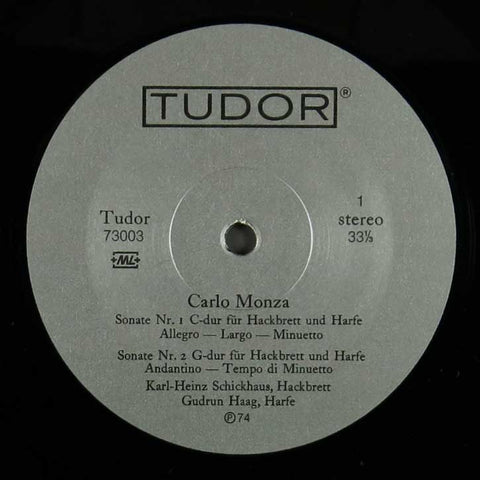 TUDOR®
1
Tudor stereo
73003 33⅓
ML
Carlo Monza
Sonate Nr. 1 C-dur für Hackbrett und Harfe
Allegro — Largo — Minuetto
Sonate Nr. 2 G-dur für Hackbrett und Harfe
Andantino — Tempo di Minuetto
Karl-Heinz Schickhaus, Hackbrett
Gudrun Haag, Harfe
℗74